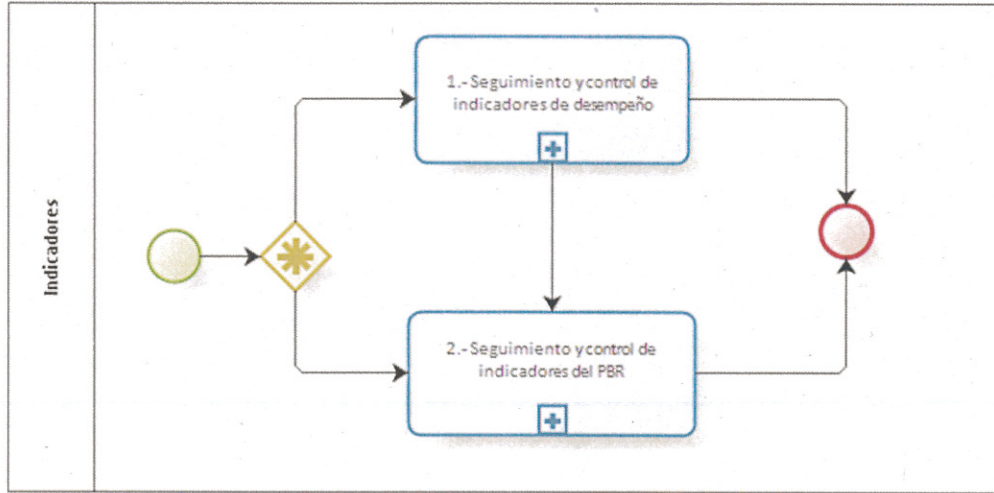 Indicadores
1.- Seguimiento y control de
indicadores de desempeño
2.- Seguimiento y control de
indicadores del PBR